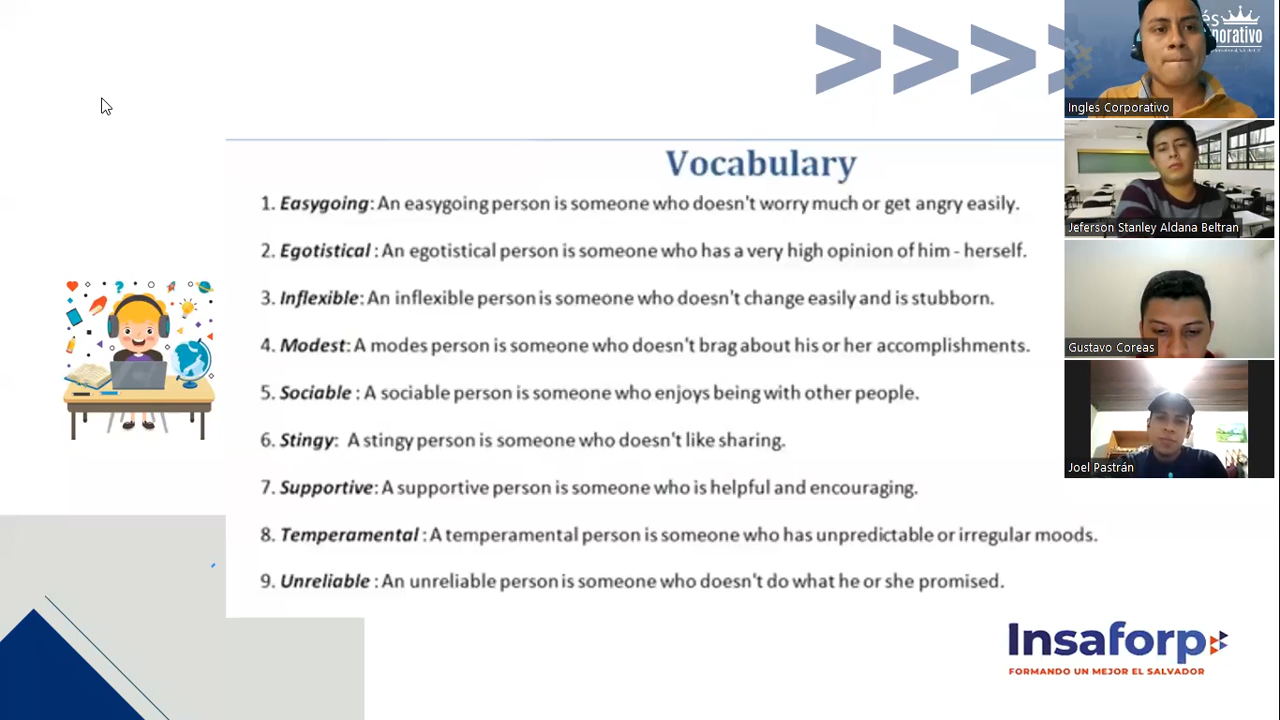 Vocabulary
1. Easygoing: An easygoing person is someone who doesn't worry much or get angry easily.
2. Egotistical : An egotistical person is someone who has a very high opinion of him - herself.
3. Inflexible: An inflexible person is someone who doesn't change easily and is stubborn.
4. Modest: A modes person is someone who doesn't brag about his or her accomplishments.
5. Sociable : A sociable person is someone who enjoys being with other people.
6. Stingy: A stingy person is someone who doesn't like sharing.
7. Supportive: A supportive person is someone who is helpful and encouraging.
8. Temperamental : A temperamental person is someone who has unpredictable or irregular moods.
9. Unreliable : An unreliable person is someone who doesn't do what he or she promised.
Insaforp
FORMANDO UN MEJOR EL SALVADOR
Ingles Corporativo
Jeferson Stanley Aldana Beltran
Gustavo Coreas
Joel Pastrán